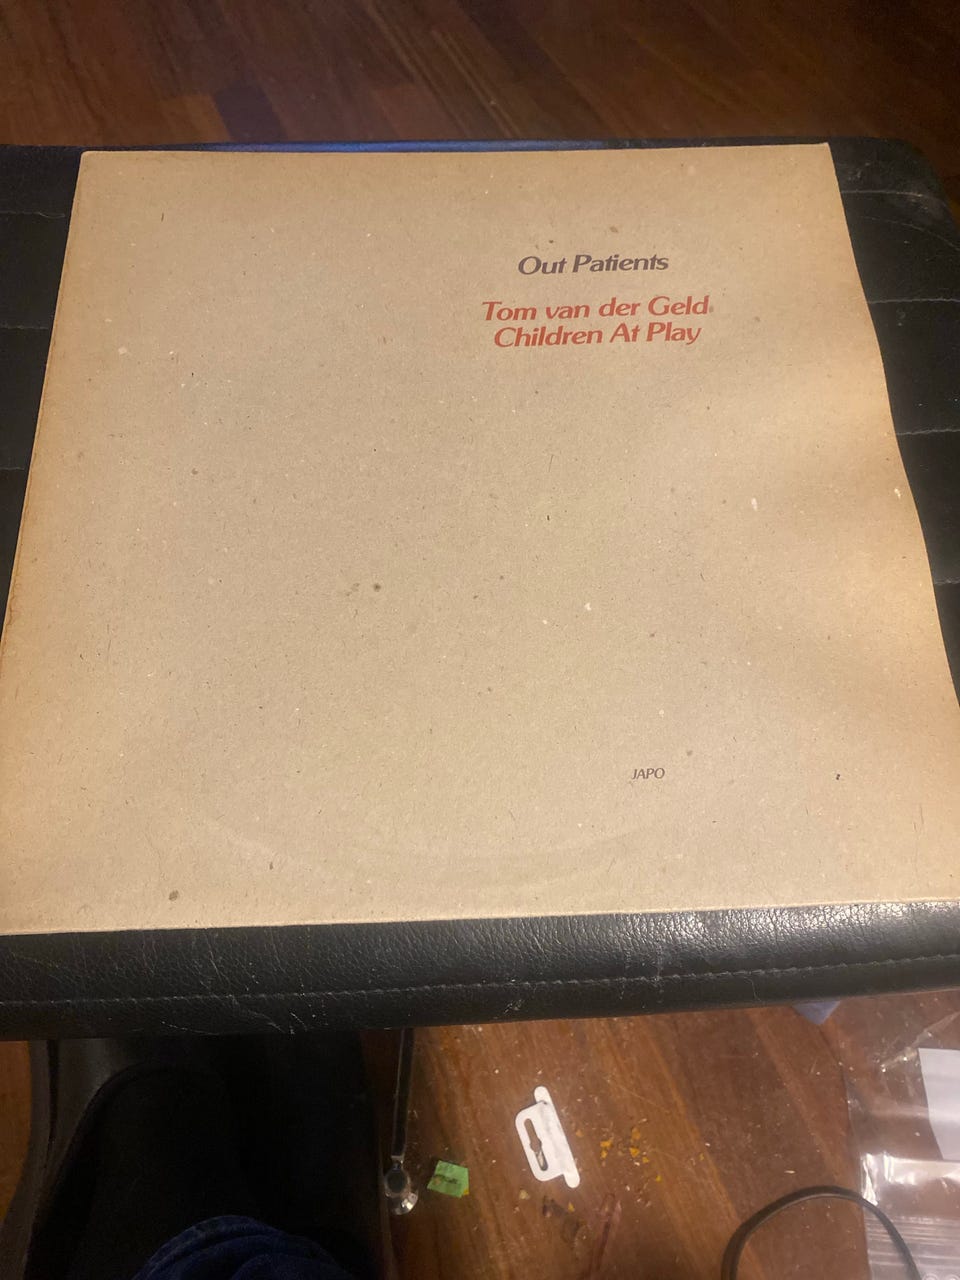 Out Patients
Tom van der Geld
Children At Play
JAPO